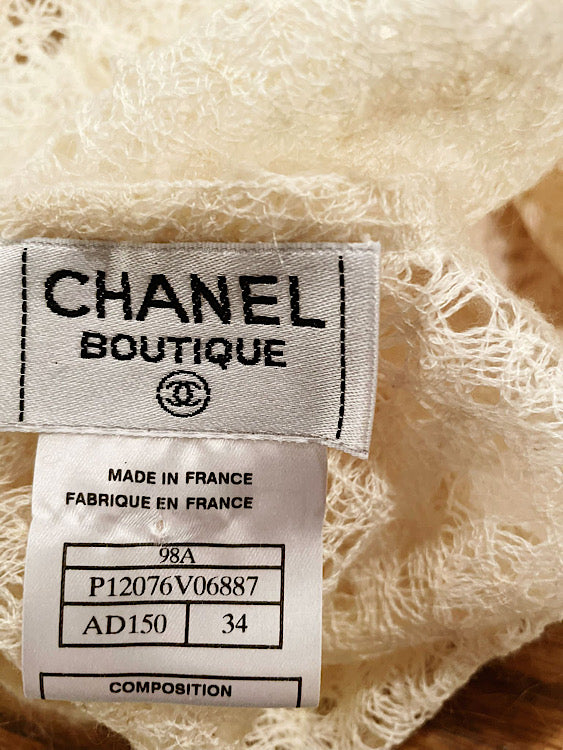 CHANEL
BOUTIQUE
MADE IN FRANCE
FABRIQUE EN FRANCE
98A
P12076V06887
AD150 34
COMPOSITION